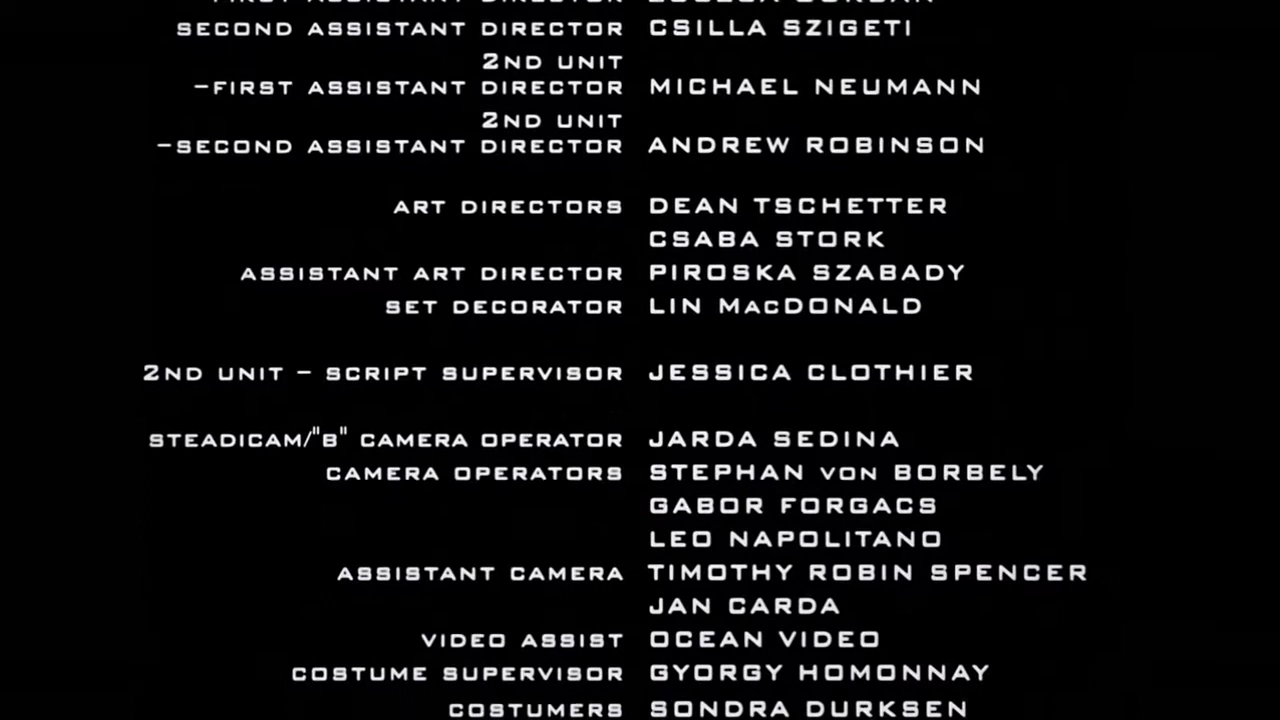 FIRST ASSISTANT DIRECTOR
SECOND ASSISTANT DIRECTOR CSILLA SZIGETI
2ND UNIT
-FIRST ASSISTANT DIRECTOR MICHAEL NEUMANN
2ND UNIT
-SECOND ASSISTANT DIRECTOR ANDREW ROBINSON
ART DIRECTORS DEAN TSCHETTER
CSABA STORK
ASSISTANT ART DIRECTOR PIROSKA SZABADY
SET DECORATOR LIN MacDONALD
2ND UNIT - SCRIPT SUPERVISOR JESSICA CLOTHIER
STEADICAM/"B" CAMERA OPERATOR JARDA SEDINA
CAMERA OPERATORS STEPHAN VON BORBELY
GABOR FORGACS
LEO NAPOLITANO
ASSISTANT CAMERA TIMOTHY ROBIN SPENCER
JAN CARDA
VIDEO ASSIST OCEAN VIDEO
COSTUME SUPERVISOR GYORGY HOMONNAY
COSTUMERS SONDRA DURKSEN